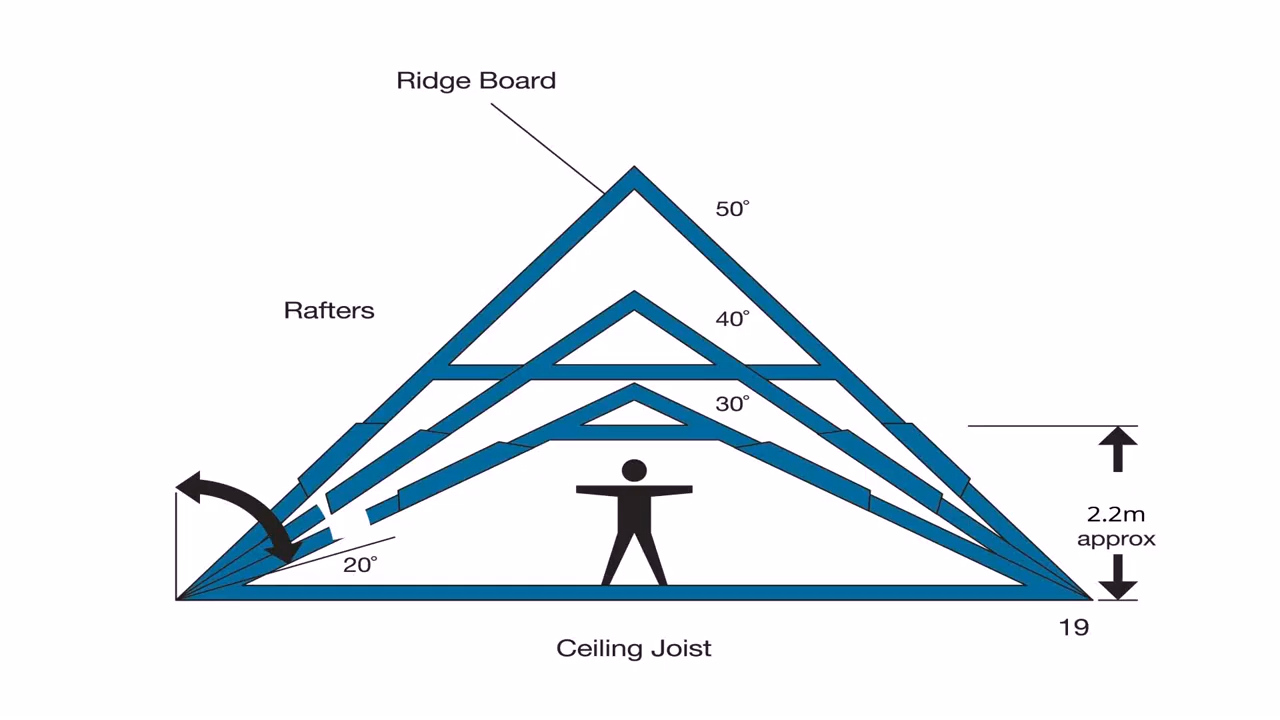 Ridge Board
50°
Rafters
40°
30°
2.2m
approx
20°
19
Ceiling Joist